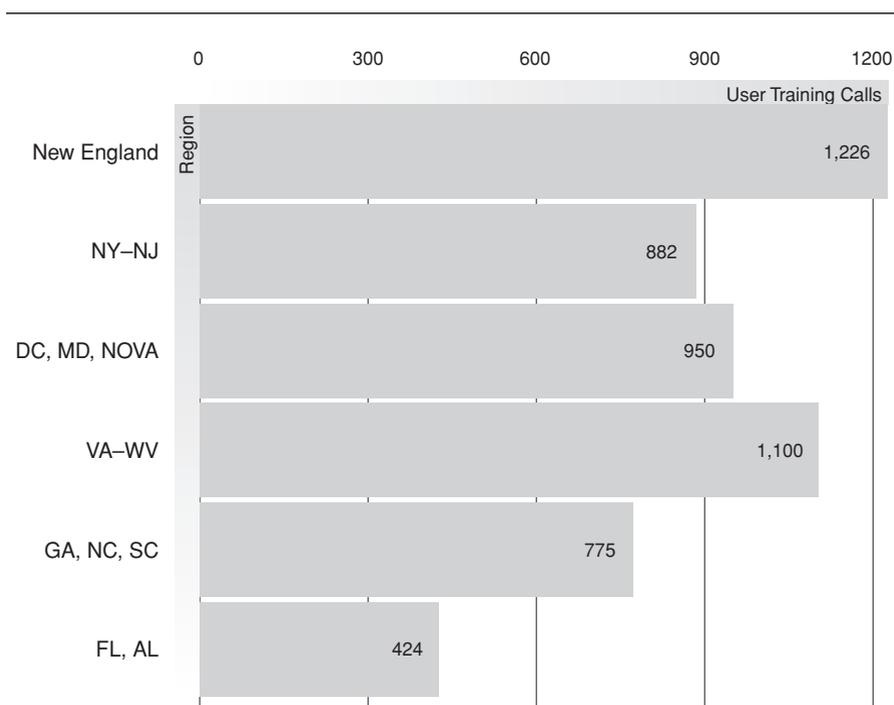 0 300 600 900 1200
User Training Calls
Region
New England 1,226
NY–NJ 882
DC, MD, NOVA 950
VA–WV 1,100
GA, NC, SC 775
FL, AL 424